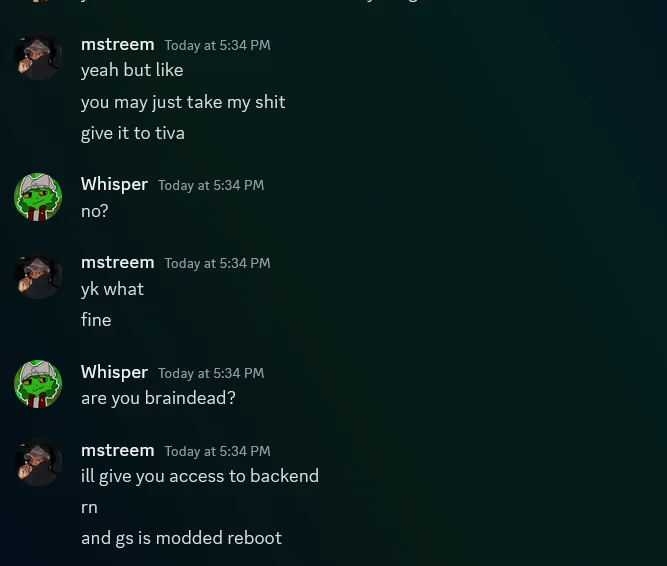 mstreem Today at 5:34 PM
yeah but like
you may just take my shit
give it to tiva
Whisper Today at 5:34 PM
no?
mstreem Today at 5:34 PM
yk what
fine
Whisper Today at 5:34 PM
are you braindead?
mstreem Today at 5:34 PM
ill give you access to backend
rn
and gs is modded reboot